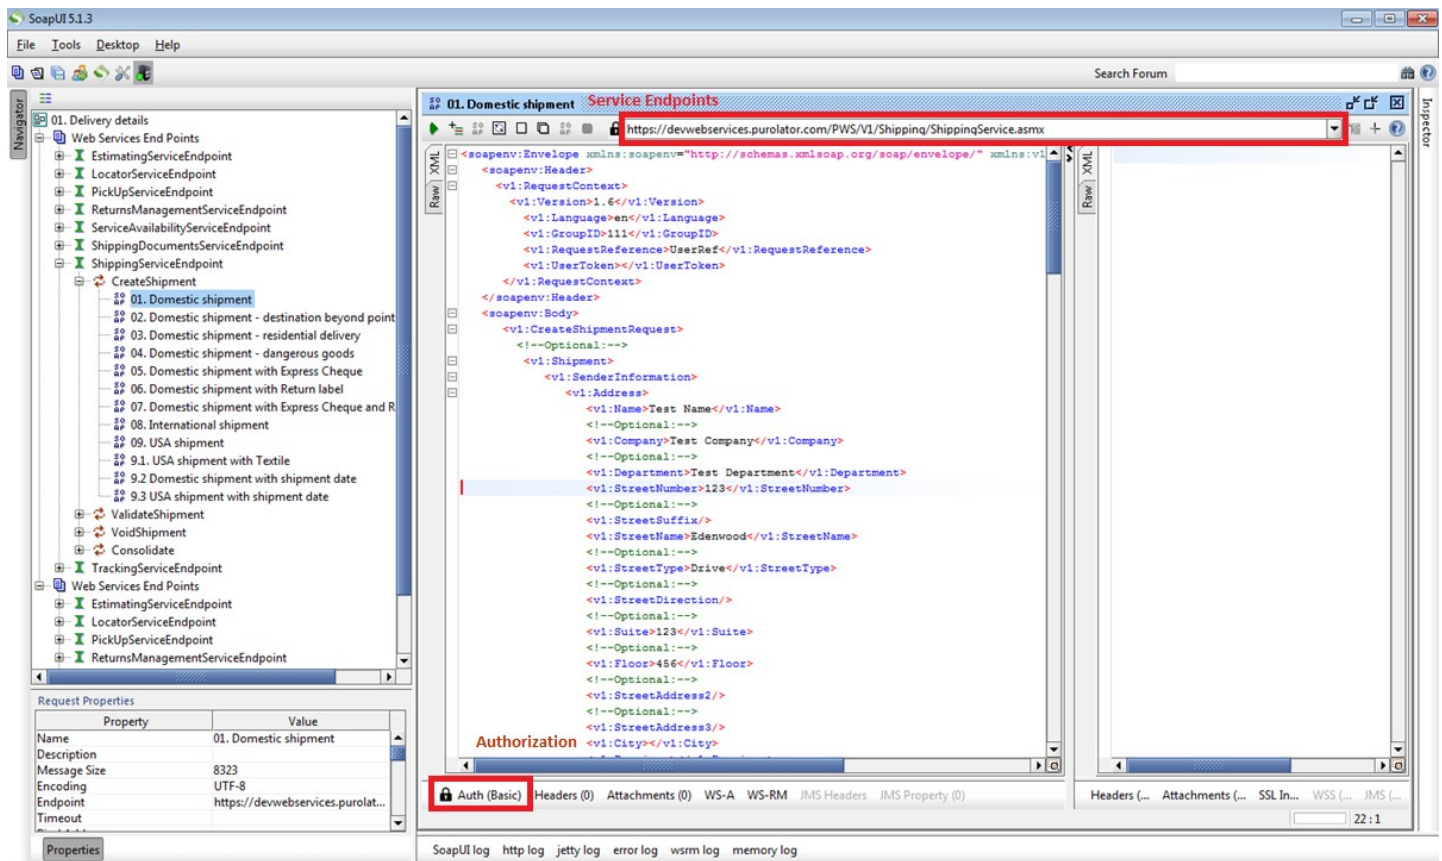 SoapUI 5.1.3
File Tools Desktop Help
Search Forum
Navigator
01. Delivery details
Web Services End Points
EstimatingServiceEndpoint
LocatorServiceEndpoint
PickUpServiceEndpoint
ReturnsManagementServiceEndpoint
ServiceAvailabilityServiceEndpoint
ShippingDocumentsServiceEndpoint
ShippingServiceEndpoint
CreateShipment
01. Domestic shipment
02. Domestic shipment - destination beyond point
03. Domestic shipment - residential delivery
04. Domestic shipment - dangerous goods
05. Domestic shipment with Express Cheque
06. Domestic shipment with Return label
07. Domestic shipment with Express Cheque and R
08. International shipment
09. USA shipment
9.1. USA shipment with Textile
9.2 Domestic shipment with shipment date
9.3 USA shipment with shipment date
ValidateShipment
VoidShipment
Consolidate
TrackingServiceEndpoint
Web Services End Points
EstimatingServiceEndpoint
LocatorServiceEndpoint
PickUpServiceEndpoint
ReturnsManagementServiceEndpoint
Request Properties
Property Value
Name 01. Domestic shipment
Description
Message Size 8323
Encoding UTF-8
Endpoint https://devwebservices.purolat...
Timeout
Properties
01. Domestic shipment Service Endpoints
https://devwebservices.purolator.com/PWS/V1/Shipping/ShippingService.asmx
XML
Raw
<soapenv:Envelope xmlns:soapenv="http://schemas.xmlsoap.org/soap/envelope/" xmlns:v1
<soapenv:Header>
<v1:RequestContext>
<v1:Version>1.6</v1:Version>
<v1:Language>en</v1:Language>
<v1:GroupID>111</v1:GroupID>
<v1:RequestReference>UserRef</v1:RequestReference>
<v1:UserToken></v1:UserToken>
</v1:RequestContext>
</soapenv:Header>
<soapenv:Body>
<v1:CreateShipmentRequest>
<!--Optional:-->
<v1:Shipment>
<v1:SenderInformation>
<v1:Address>
<v1:Name>Test Name</v1:Name>
<!--Optional:-->
<v1:Company>Test Company</v1:Company>
<!--Optional:-->
<v1:Department>Test Department</v1:Department>
<v1:StreetNumber>123</v1:StreetNumber>
<!--Optional:-->
<v1:StreetSuffix/>
<v1:StreetName>Edenwood</v1:StreetName>
<!--Optional:-->
<v1:StreetType>Drive</v1:StreetType>
<!--Optional:-->
<v1:StreetDirection/>
<!--Optional:-->
<v1:Suite>123</v1:Suite>
<!--Optional:-->
<v1:Floor>456</v1:Floor>
<!--Optional:-->
<v1:StreetAddress2/>
<!--Optional:-->
<v1:StreetAddress3/>
Authorization <v1:City></v1:City>
Auth (Basic) Headers (0) Attachments (0) WS-A WS-RM JMS Headers JMS Property (0)
XML
Raw
Headers (... Attachments (... SSL In... WSS (... JMS (...
22 : 1
Inspector
SoapUI log http log jetty log error log wsrm log memory log